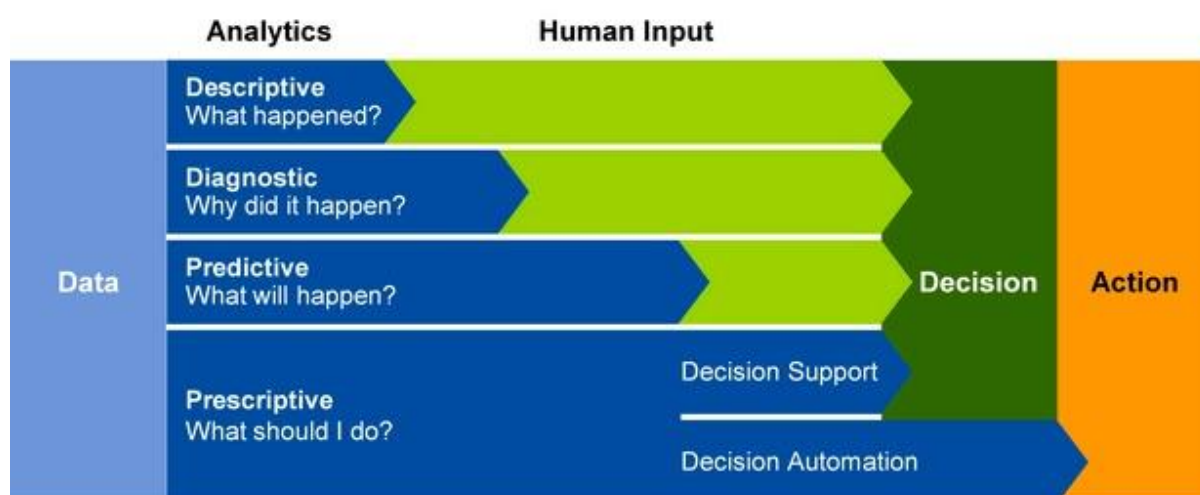 Analytics
Human Input
Descriptive
What happened?
Diagnostic
Why did it happen?
Predictive
What will happen?
Data
Decision
Action
Decision Support
Prescriptive
What should I do?
Decision Automation